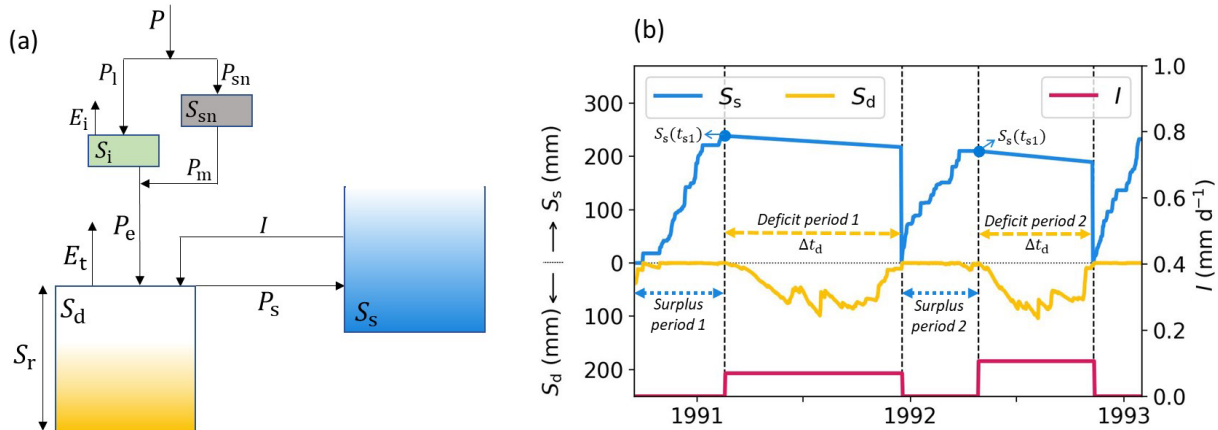 (a)
P
P_l
P_sn
S_sn
E_i
S_i
P_m
P_e
I
E_t
P_s
S_d
S_s
S_r
(b)
S_s
S_d
I
S_s(t_s1)
S_s(t_s1)
Deficit period 1
Δt_d
Deficit period 2
Δt_d
Surplus
period 1
Surplus
period 2
300
200
100
0
100
200
S_d (mm) ← → S_s (mm)
1.0
0.8
0.6
0.4
0.2
0.0
I (mm d⁻¹)
1991
1992
1993